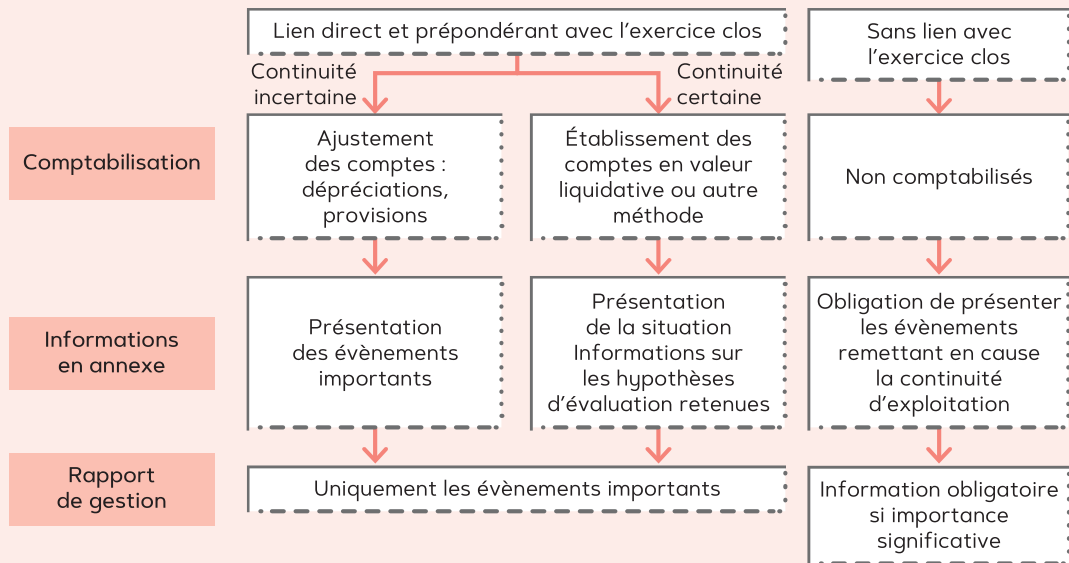 Lien direct et prépondérant avec l’exercice clos
Sans lien avec
l’exercice clos
Continuité
incertaine
Continuité
certaine
Comptabilisation
Ajustement
des comptes :
dépréciations,
provisions
Établissement des
comptes en valeur
liquidative ou autre
méthode
Non comptabilisés
Informations
en annexe
Présentation
des évènements
importants
Présentation
de la situation
Informations sur
les hypothèses
d’évaluation retenues
Obligation de présenter
les évènements
remettant en cause
la continuité
d’exploitation
Rapport
de gestion
Uniquement les évènements importants
Information obligatoire
si importance
significative